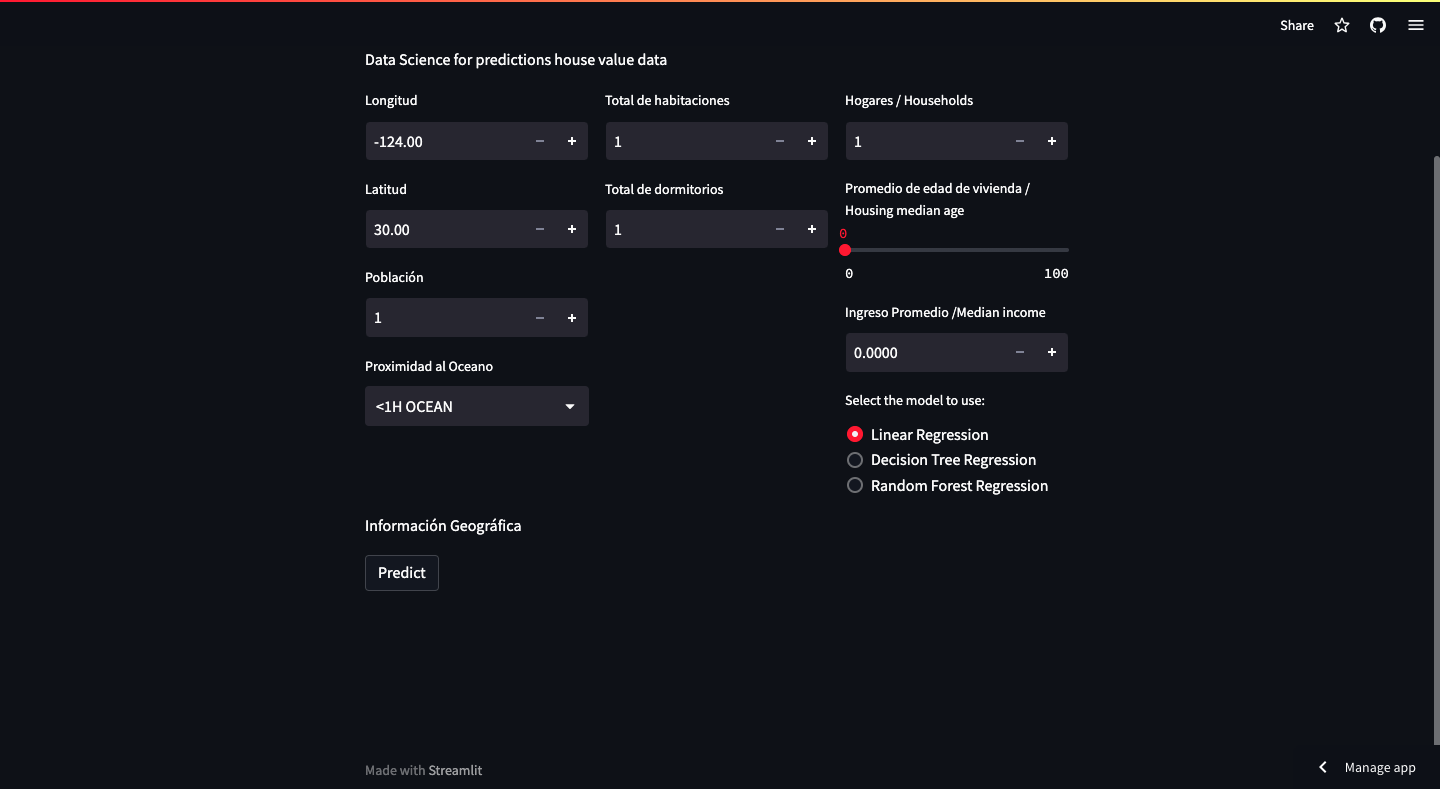 Share
Data Science for predictions house value data
Longitud
-124.00
Latitud
30.00
Población
1
Proximidad al Oceano
<1H OCEAN
Total de habitaciones
1
Total de dormitorios
1
Hogares / Households
1
Promedio de edad de vivienda /
Housing median age
0
0 100
Ingreso Promedio /Median income
0.0000
Select the model to use:
Linear Regression
Decision Tree Regression
Random Forest Regression
Información Geográfica
Predict
Made with Streamlit
Manage app